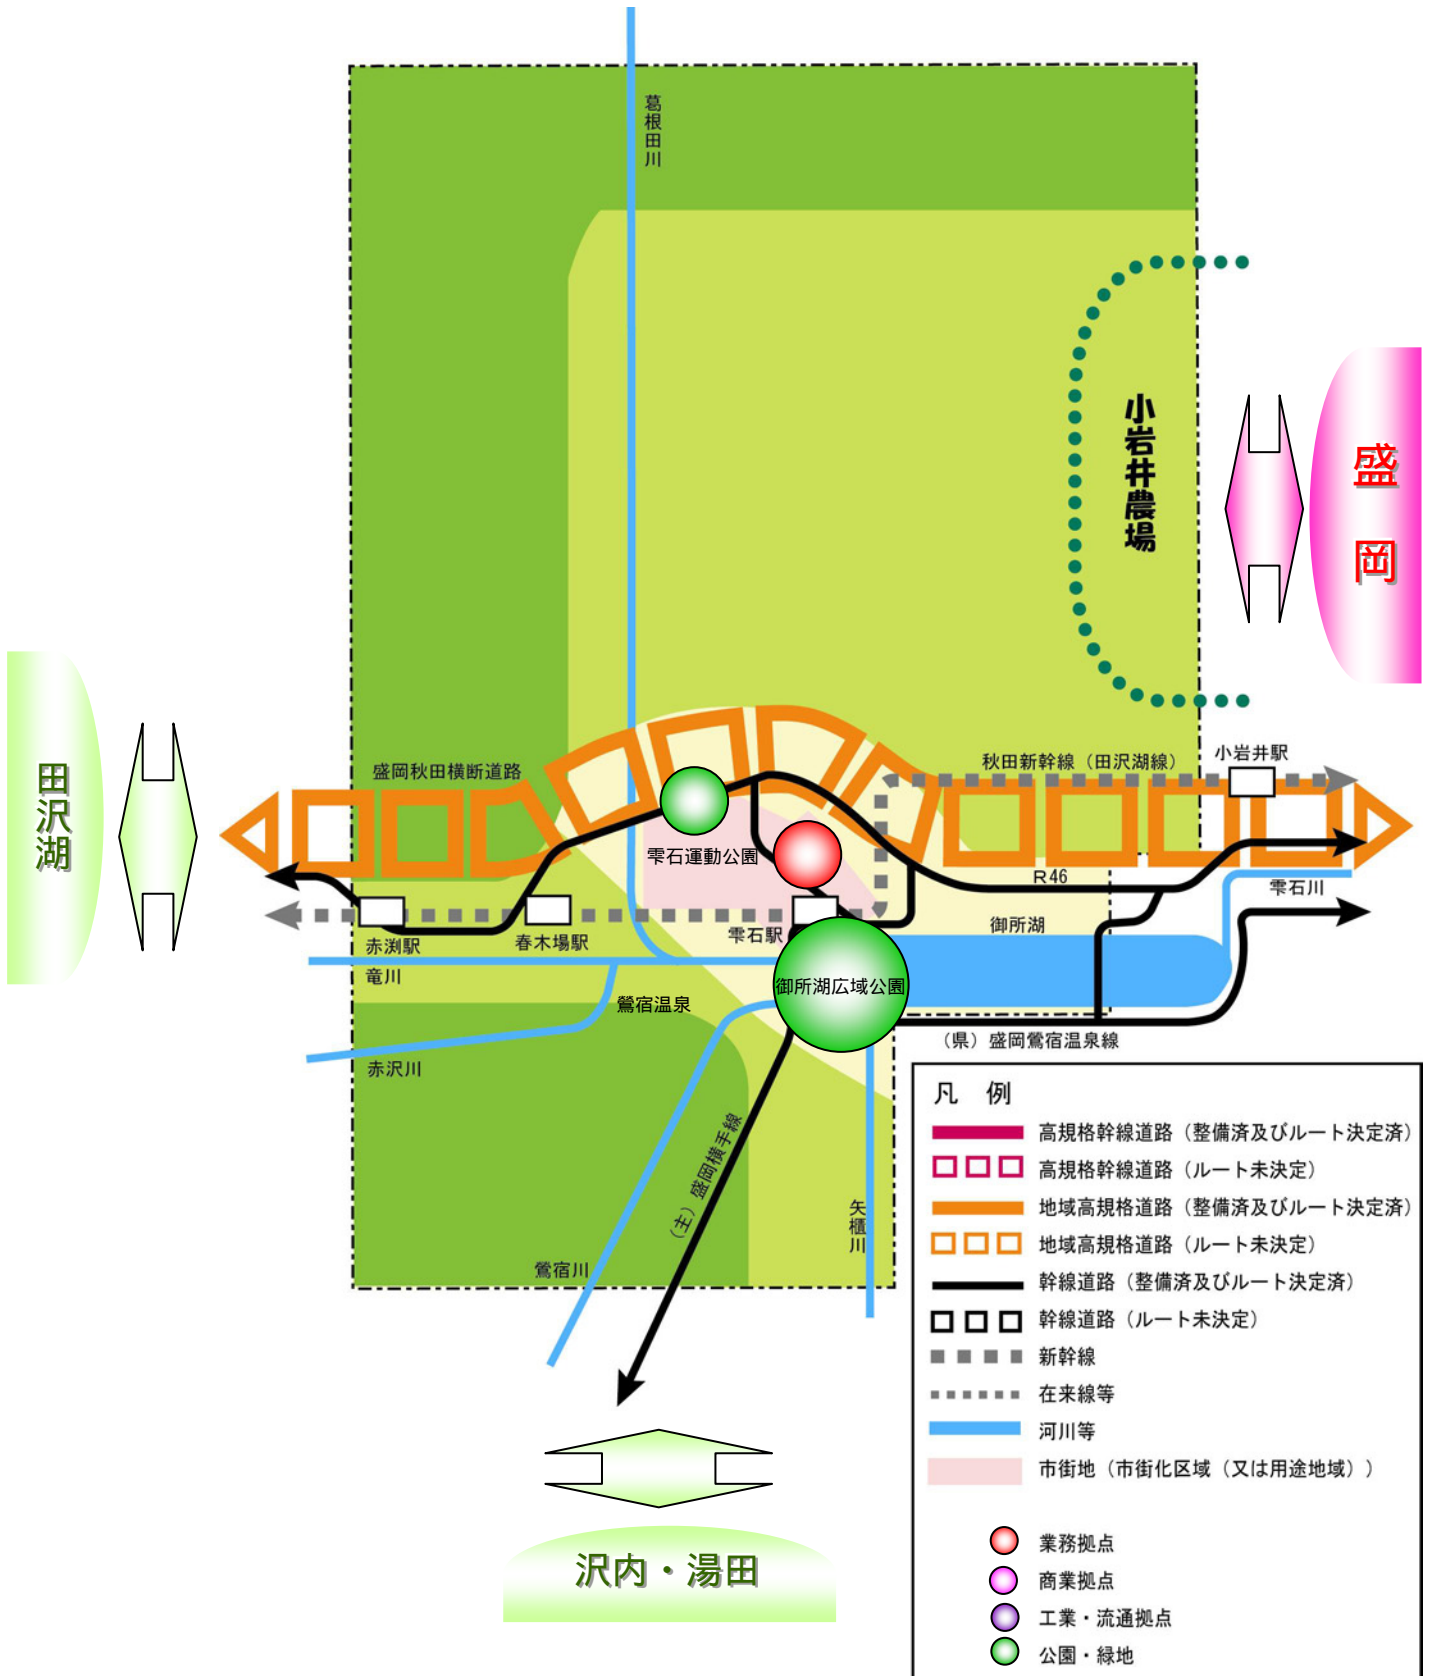 葛根田川
小岩井農場
盛岡
田沢湖
盛岡秋田横断道路
秋田新幹線（田沢湖線）
小岩井駅
雫石運動公園
R46
雫石川
赤渕駅
春木場駅
雫石駅
御所湖
竜川
御所湖広域公園
鶯宿温泉
赤沢川
（県）盛岡鶯宿温泉線
（主）盛岡横手線
矢櫃川
鶯宿川
沢内・湯田
凡 例
高規格幹線道路（整備済及びルート決定済）
高規格幹線道路（ルート未決定）
地域高規格道路（整備済及びルート決定済）
地域高規格道路（ルート未決定）
幹線道路（整備済及びルート決定済）
幹線道路（ルート未決定）
新幹線
在来線等
河川等
市街地（市街化区域（又は用途地域））
業務拠点
商業拠点
工業・流通拠点
公園・緑地